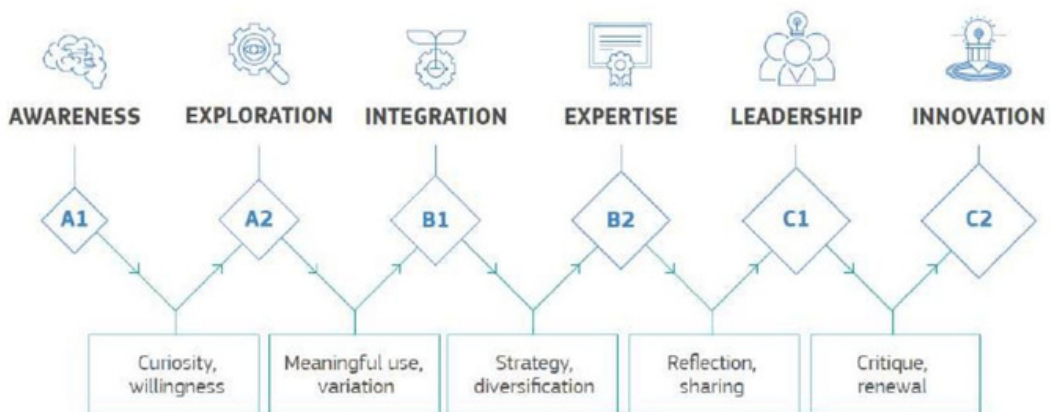 AWARENESS EXPLORATION INTEGRATION EXPERTISE LEADERSHIP INNOVATION
A1 A2 B1 B2 C1 C2
Curiosity,
willingness
Meaningful use,
variation
Strategy,
diversification
Reflection,
sharing
Critique,
renewal